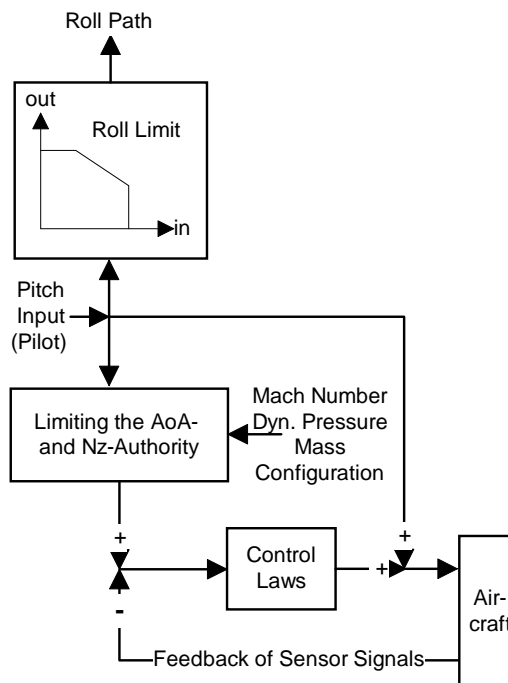 Roll Path
out
Roll Limit
in
Pitch
Input
(Pilot)
Limiting the AoA-
and Nz-Authority
Mach Number
Dyn. Pressure
Mass
Configuration
+
-
Control
Laws
+
+
Air-
craft
Feedback of Sensor Signals